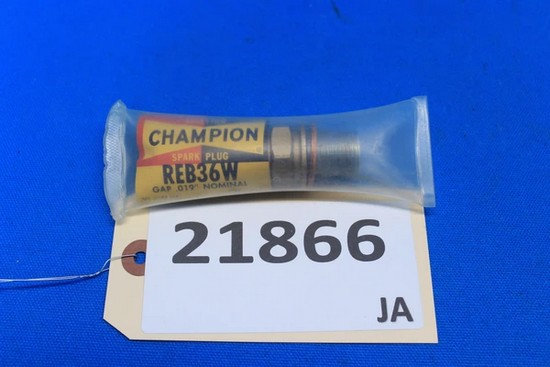 CHAMPION
SPARK PLUG
REB36W
GAP .019" NOMINAL
21866
JA